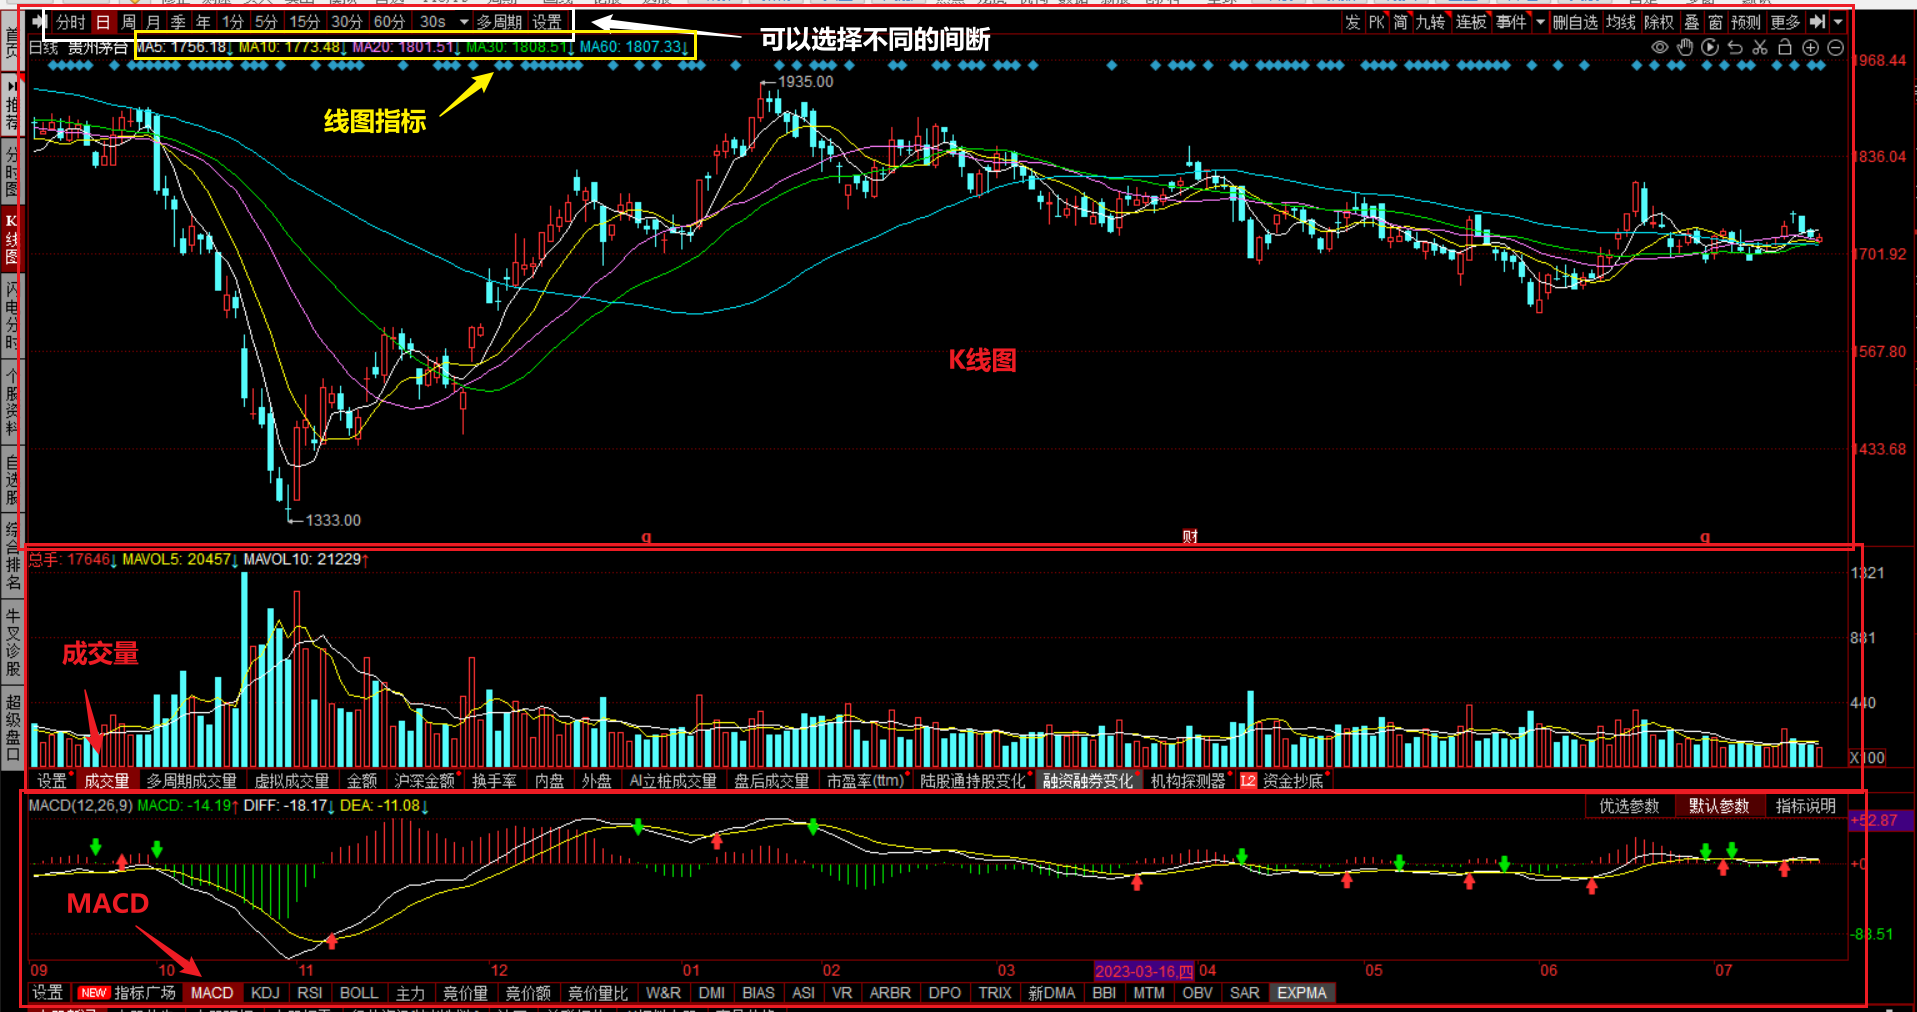 分时 日 周 月 季 年 1分 5分 15分 30分 60分 30s 多周期 设置
发 PK 简 九转 连板 事件 删自选 均线 除权 叠 窗 预测 更多
可以选择不同的间断
日线 贵州茅台 MA5: 1756.18↓ MA10: 1773.48↓ MA20: 1801.51↓ MA30: 1808.51↓ MA60: 1807.33↓
线图指标
1968.44
1935.00
1836.04
1701.92
K线图
1567.80
1433.68
1333.00
q 财 q
首页
推荐
分时图
K线图
闪电分时
个股资料
自选股
综合排名
牛叉诊股
超级盘口
总手: 17646↓ MAVOL5: 20457↓ MAVOL10: 21229↑
1321
881
440
X100
成交量
设置 成交量 多周期成交量 虚拟成交量 金额 沪深金额 换手率 内盘 外盘 AI立桩成交量 盘后成交量 市盈率(ttm) 陆股通持股变化 融资融券变化 机构探测器 L2 资金抄底
MACD(12,26,9) MACD: -14.19↑ DIFF: -18.17↓ DEA: -11.08↓
优选参数 默认参数 指标说明
+52.87
+0
-83.51
MACD
09 10 11 12 01 02 03 2023-03-16,四 04 05 06 07
设置 NEW 指标广场 MACD KDJ RSI BOLL 主力 竞价量 竞价额 竞价量比 W&R DMI BIAS ASI VR ARBR DPO TRIX 新DMA BBI MTM OBV SAR EXPMA